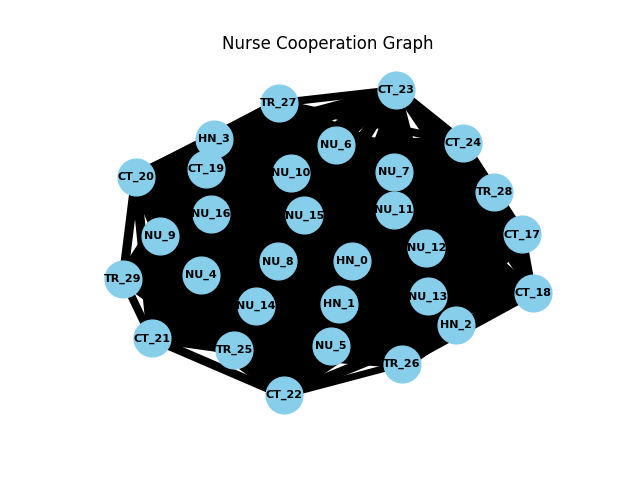 Nurse Cooperation Graph
CT_23
TR_27
HN_3
NU_6
CT_24
CT_19
NU_10
NU_7
CT_20
TR_28
NU_16
NU_15
NU_11
NU_9
CT_17
NU_12
NU_8
HN_0
NU_4
TR_29
CT_18
NU_14
HN_1
NU_13
HN_2
CT_21
TR_25
NU_5
TR_26
CT_22